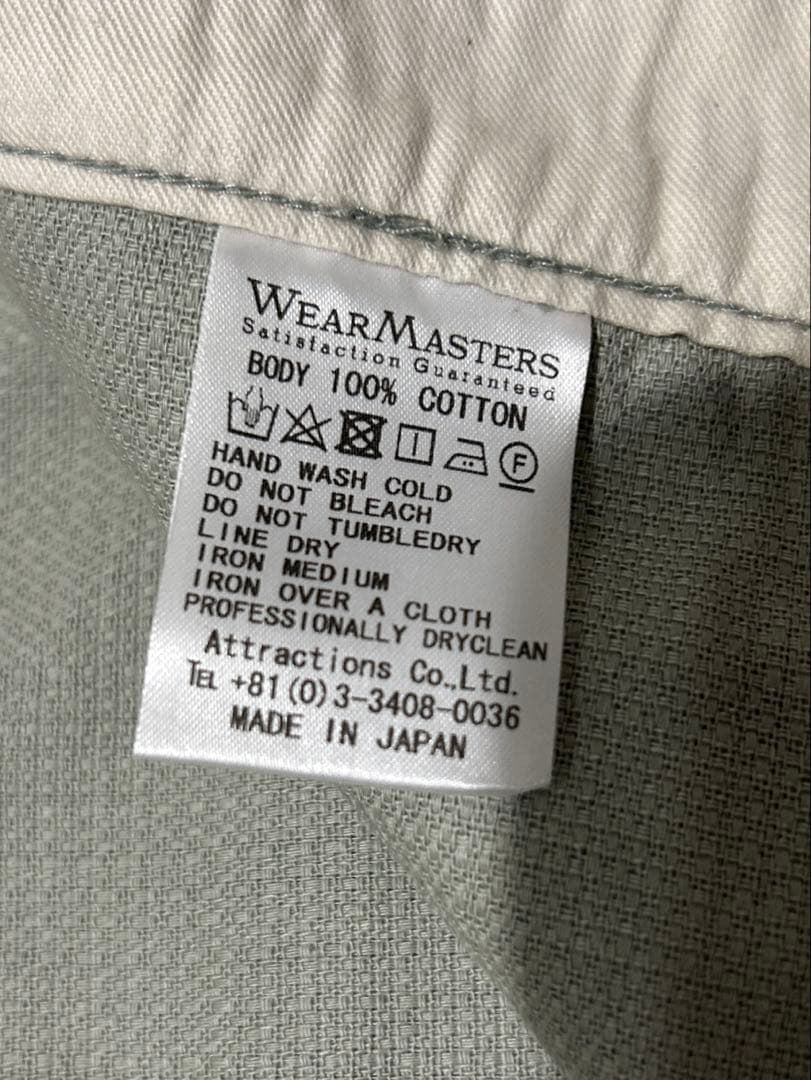 WEARMASTERS
Satisfaction Guaranteed
BODY 100% COTTON
F
HAND WASH COLD
DO NOT BLEACH
DO NOT TUMBLEDRY
LINE DRY
IRON MEDIUM
IRON OVER A CLOTH
PROFESSIONALLY DRYCLEAN
Attractions Co.,Ltd.
TEL +81(0)3-3408-0036
MADE IN JAPAN